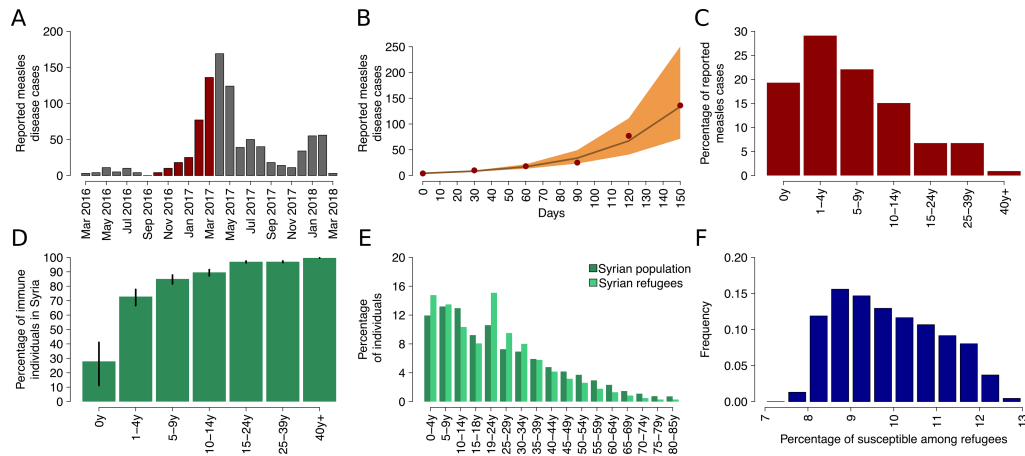 A
Reported measles
disease cases
200
150
100
50
0
Mar 2016
May 2016
Jul 2016
Sep 2016
Nov 2016
Jan 2017
Mar 2017
May 2017
Jul 2017
Sep 2017
Nov 2017
Jan 2018
Mar 2018
B
Reported measles
disease cases
250
200
150
100
50
0
0
10
20
30
40
50
60
70
80
90
100
110
120
130
140
150
Days
C
Percentage of reported
measles cases
30
25
20
15
10
5
0
0y
1–4y
5–9y
10–14y
15–24y
25–39y
40y+
D
Percentage of immune
individuals in Syria
100
90
80
70
60
50
40
30
20
10
0
0y
1–4y
5–9y
10–14y
15–24y
25–39y
40y+
E
Percentage
of individuals
20
16
12
8
4
0
Syrian population
Syrian refugees
0–4y
5–9y
10–14y
15–18y
19–24y
25–29y
30–34y
35–39y
40–44y
45–49y
50–54y
55–59y
60–64y
65–69y
70–74y
75–79y
80–85y
F
Frequency
0.20
0.15
0.10
0.05
0.00
7
8
9
10
11
12
13
Percentage of susceptible among refugees